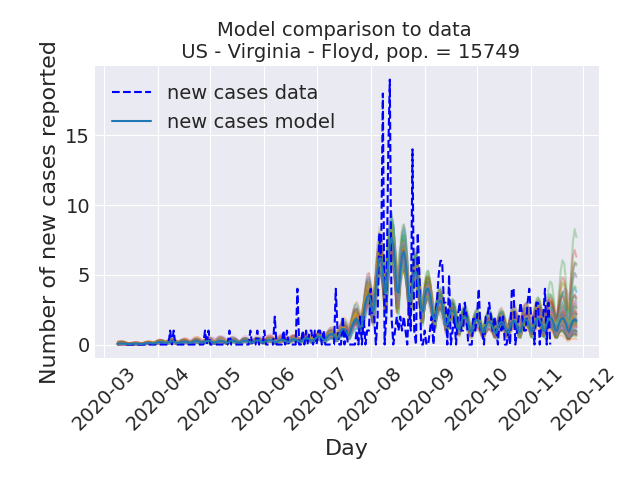 Model comparison to data
US - Virginia - Floyd, pop. = 15749
new cases data
new cases model
Number of new cases reported
15
10
5
0
2020-03
2020-04
2020-05
2020-06
2020-07
2020-08
2020-09
2020-10
2020-11
2020-12
Day